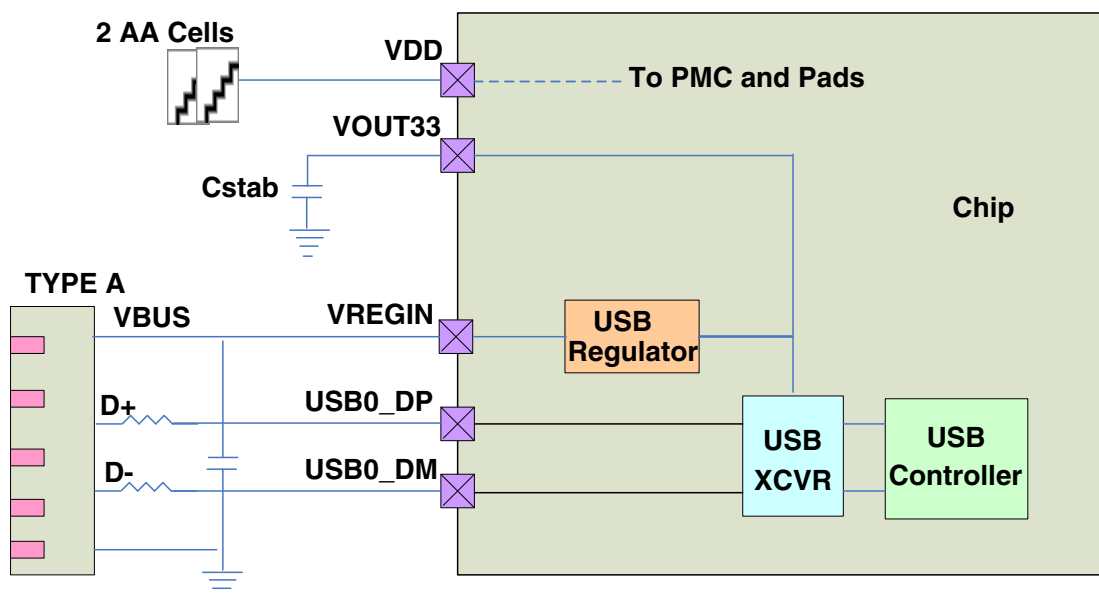 2 AA Cells
VDD
To PMC and Pads
VOUT33
Cstab
Chip
TYPE A
VBUS
VREGIN
USB
Regulator
D+
USB0_DP
D-
USB0_DM
USB
XCVR
USB
Controller